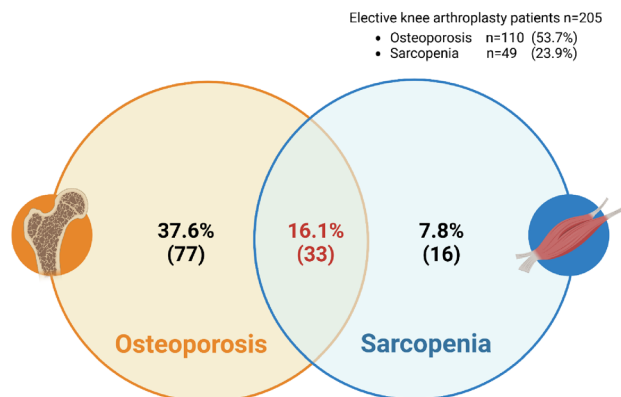 Elective knee arthroplasty patients n=205
• Osteoporosis n=110 (53.7%)
• Sarcopenia n=49 (23.9%)
37.6%
(77)
16.1%
(33)
7.8%
(16)
Osteoporosis
Sarcopenia